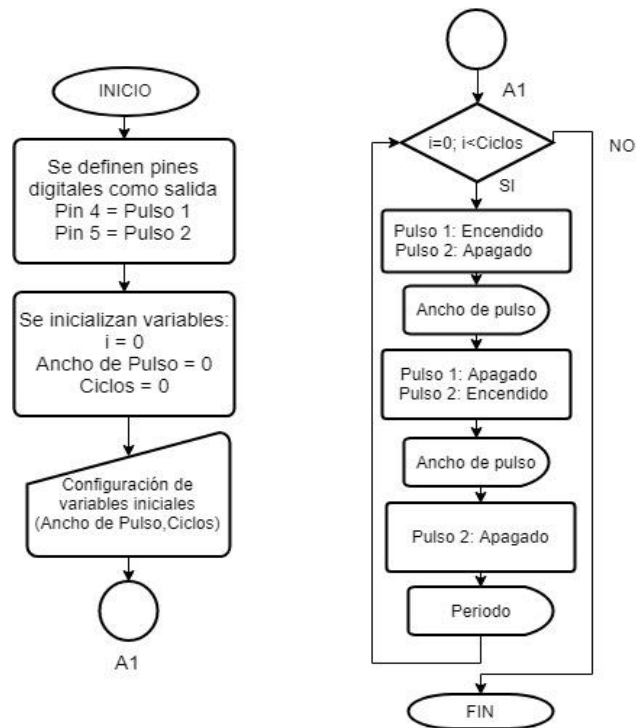 INICIO
Se definen pines
digitales como salida
Pin 4 = Pulso 1
Pin 5 = Pulso 2
Se inicializan variables:
i = 0
Ancho de Pulso = 0
Ciclos = 0
Configuración de
variables iniciales
(Ancho de Pulso,Ciclos)
A1
A1
i=0; i<Ciclos
NO
SI
Pulso 1: Encendido
Pulso 2: Apagado
Ancho de pulso
Pulso 1: Apagado
Pulso 2: Encendido
Ancho de pulso
Pulso 2: Apagado
Periodo
FIN